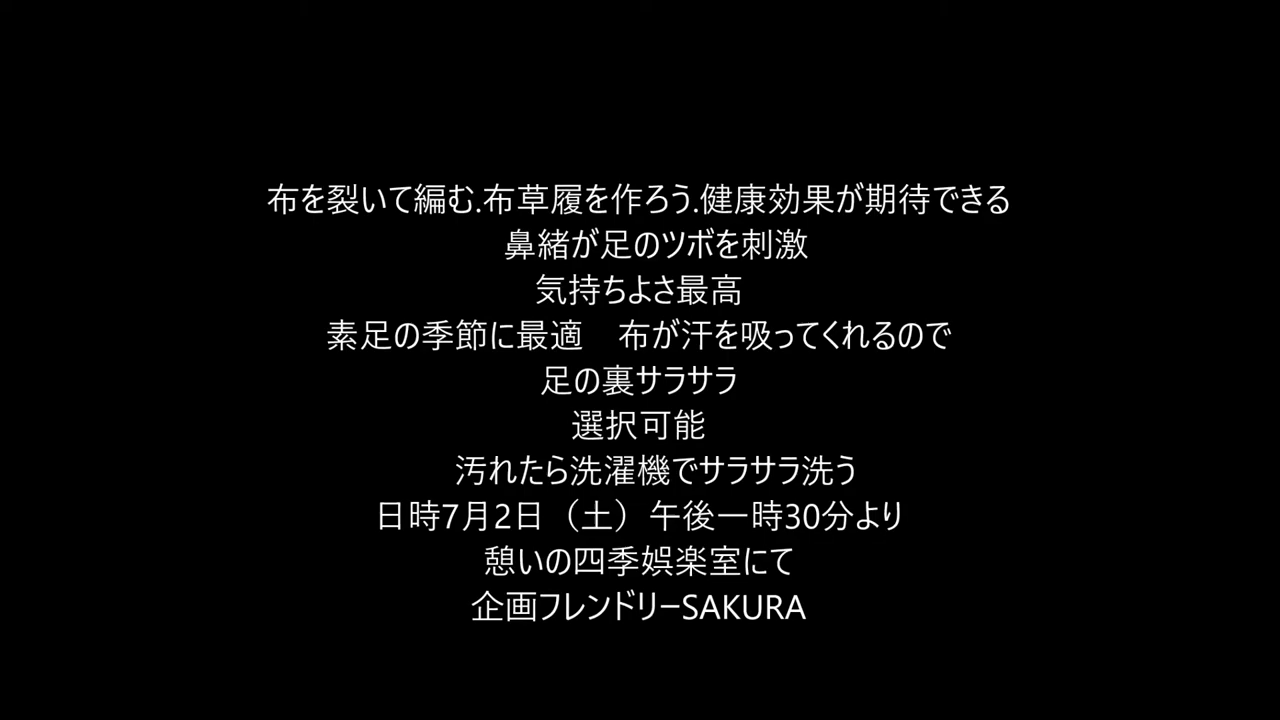 布を裂いて編む.布草履を作ろう.健康効果が期待できる
鼻緒が足のツボを刺激
気持ちよさ最高
素足の季節に最適　布が汗を吸ってくれるので
足の裏サラサラ
選択可能
汚れたら洗濯機でサラサラ洗う
日時7月2日（土）午後一時30分より
憩いの四季娯楽室にて
企画フレンドリーSAKURA